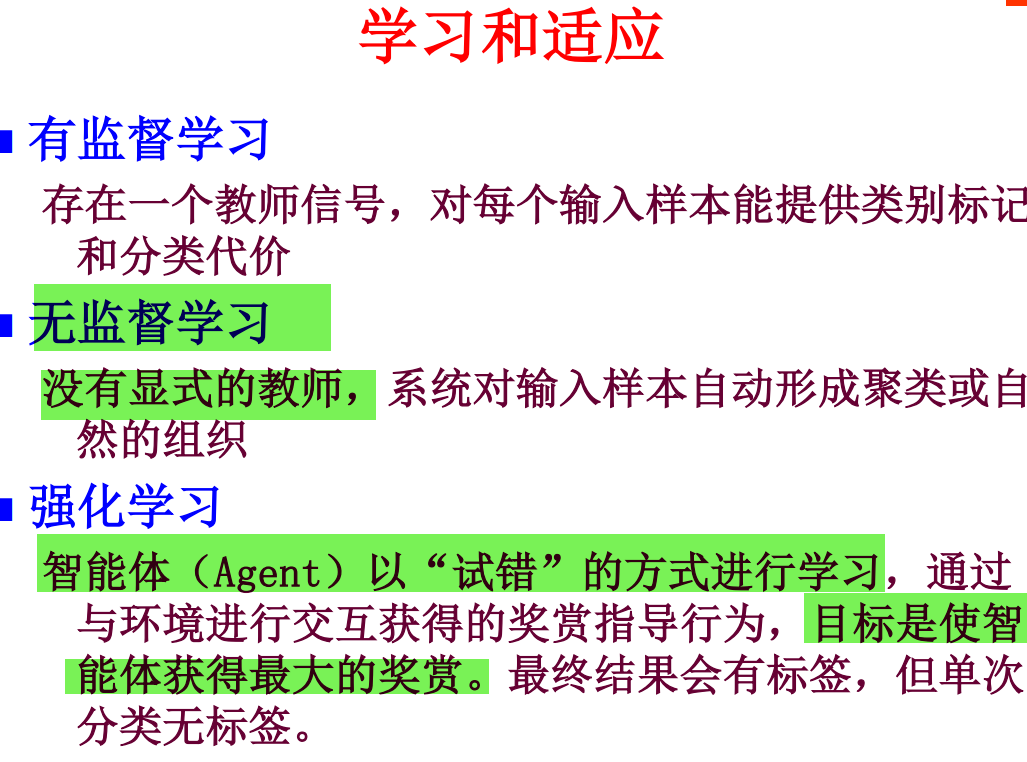 学习和适应
有监督学习
存在一个教师信号，对每个输入样本能提供类别标记
和分类代价
无监督学习
没有显式的教师，系统对输入样本自动形成聚类或自
然的组织
强化学习
智能体（Agent）以“试错”的方式进行学习，通过
与环境进行交互获得的奖赏指导行为，目标是使智
能体获得最大的奖赏。最终结果会有标签，但单次
分类无标签。